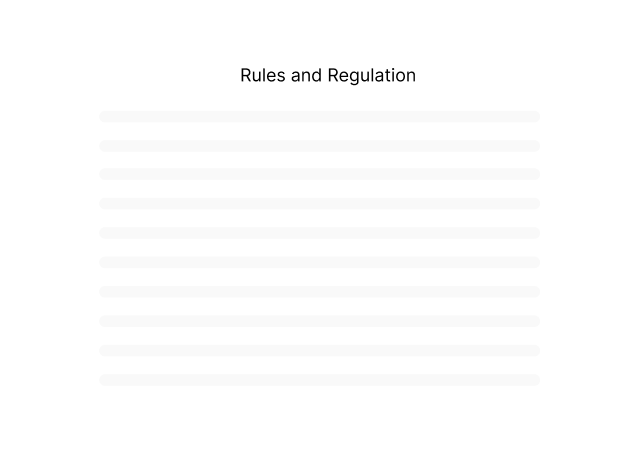 Rules and Regulation